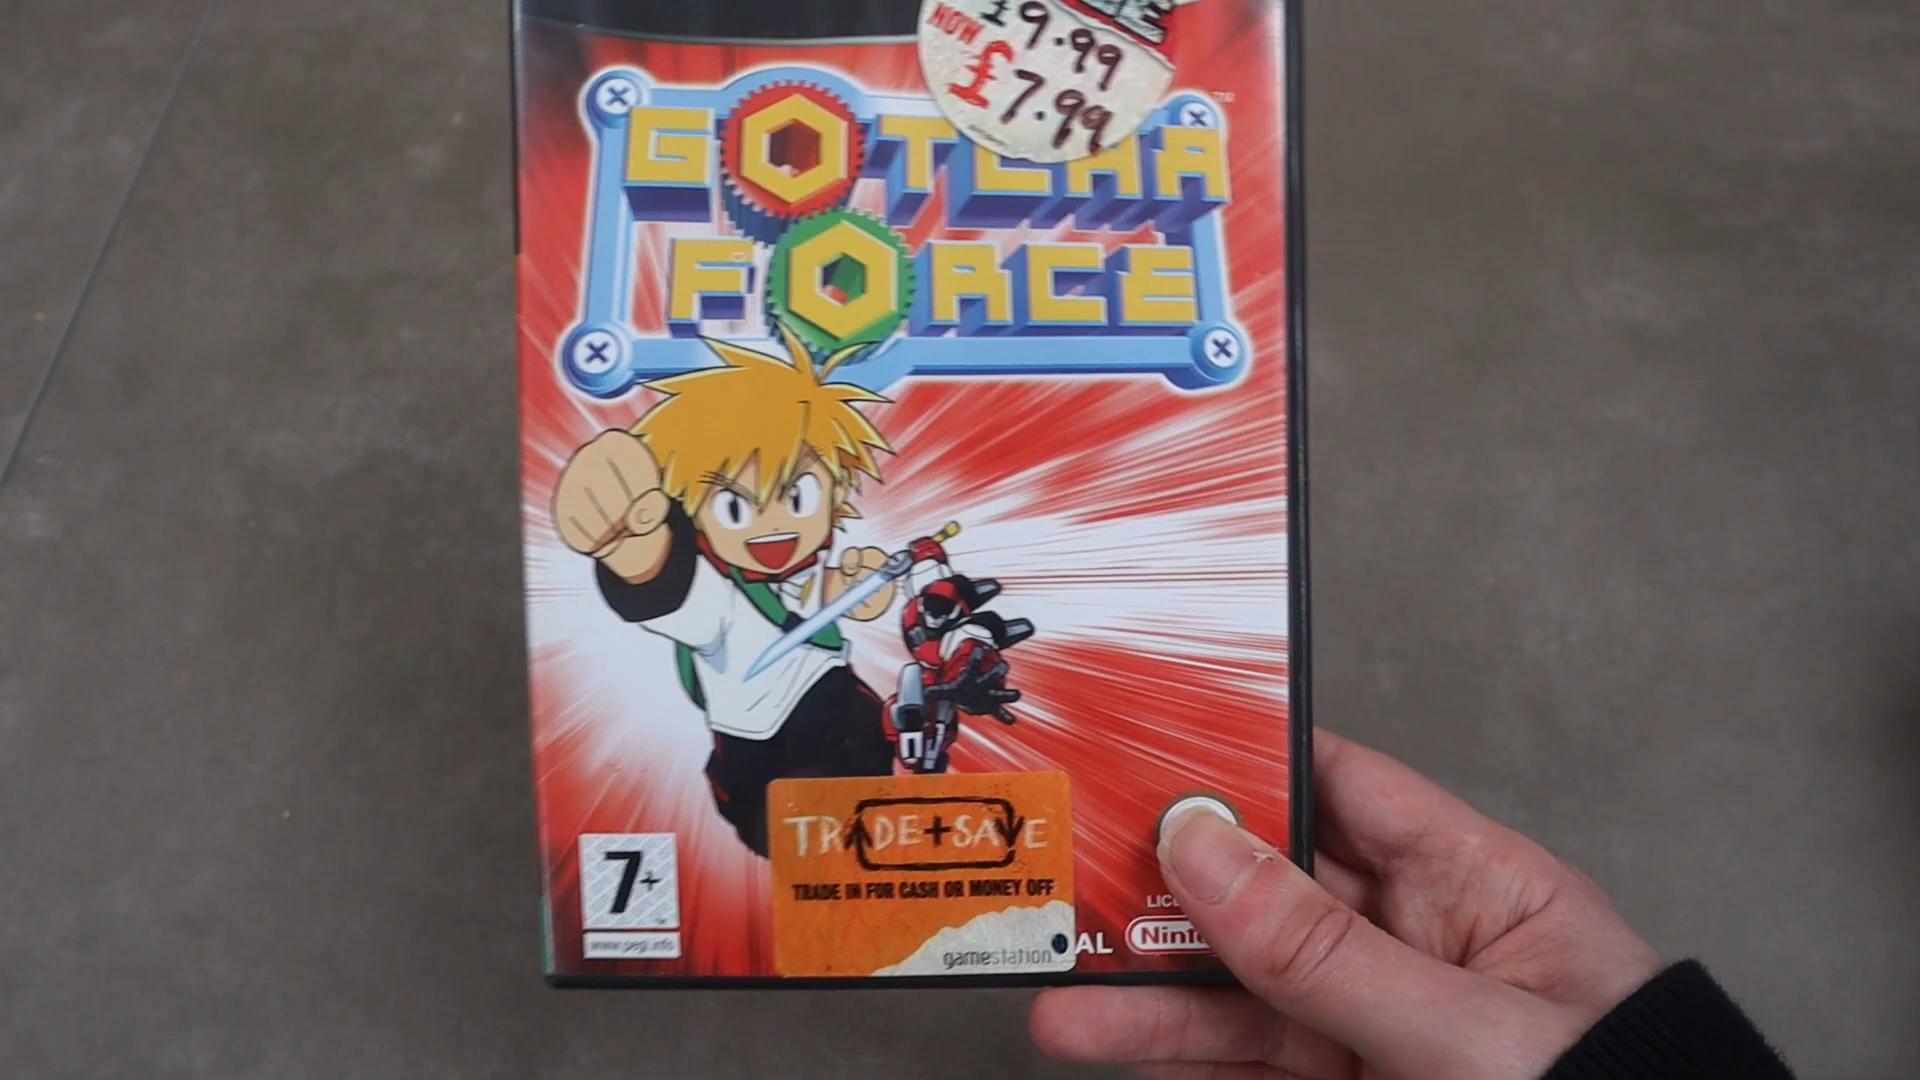 £9.99
NOW £7.99
GOTCHA
FORCE
TM
TRADE+SAVE
TRADE IN FOR CASH OR MONEY OFF
gamestation
7+
www.pegi.info